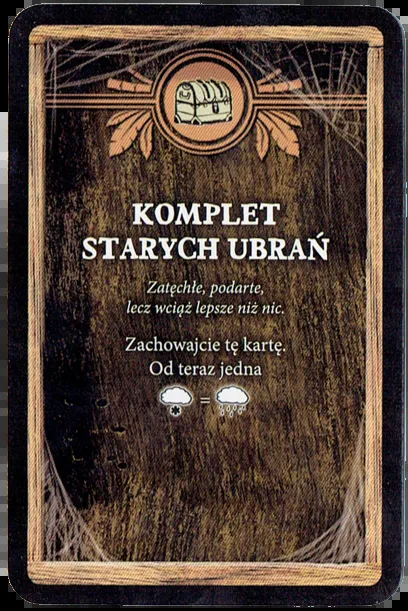 KOMPLET
STARYCH UBRAŃ
Zatęchłe, podarte,
lecz wciąż lepsze niż nic.
Zachowajcie tę kartę.
Od teraz jedna
=